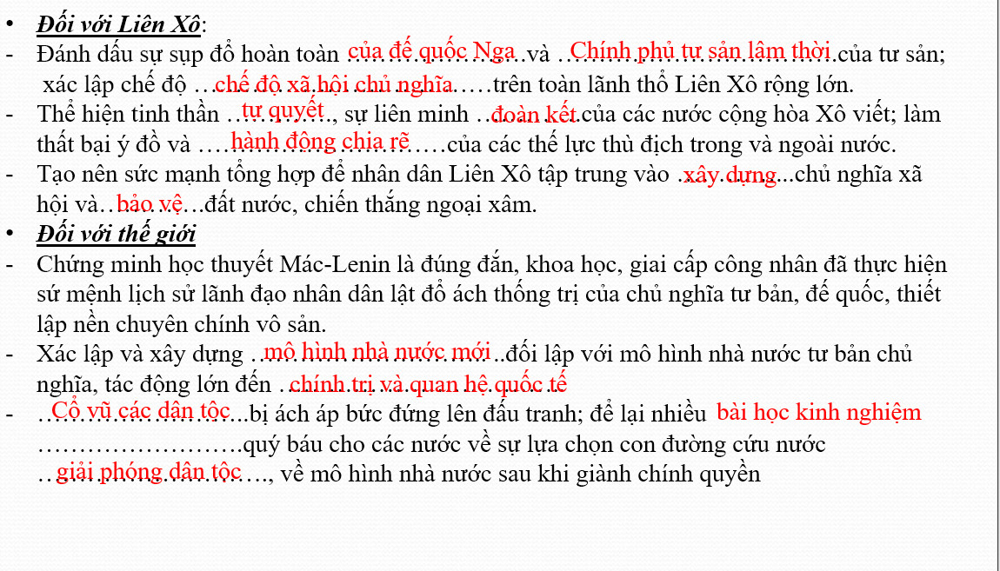 • Đối với Liên Xô:
- Đánh dấu sự sụp đổ hoàn toàn của đế quốc Nga…và …Chính phủ tư sản lâm thời.của tư sản;
xác lập chế độ …chế độ xã hội chủ nghĩa……trên toàn lãnh thổ Liên Xô rộng lớn.
- Thể hiện tinh thần …tự quyết.., sự liên minh …đoàn kết.của các nước cộng hòa Xô viết; làm
thất bại ý đồ và ….hành động chia rẽ…….của các thế lực thù địch trong và ngoài nước.
- Tạo nên sức mạnh tổng hợp để nhân dân Liên Xô tập trung vào .xây dựng...chủ nghĩa xã
hội và..bảo vệ…đất nước, chiến thắng ngoại xâm.
• Đối với thế giới
- Chứng minh học thuyết Mác-Lenin là đúng đắn, khoa học, giai cấp công nhân đã thực hiện
sứ mệnh lịch sử lãnh đạo nhân dân lật đổ ách thống trị của chủ nghĩa tư bản, đế quốc, thiết
lập nền chuyên chính vô sản.
- Xác lập và xây dựng …mô hình nhà nước mới..đối lập với mô hình nhà nước tư bản chủ
nghĩa, tác động lớn đến …chính trị và quan hệ quốc tế
- …Cổ vũ các dân tộc...bị ách áp bức đứng lên đấu tranh; để lại nhiều bài học kinh nghiệm
…………………….quý báu cho các nước về sự lựa chọn con đường cứu nước
…giải phóng dân tộc…., về mô hình nhà nước sau khi giành chính quyền